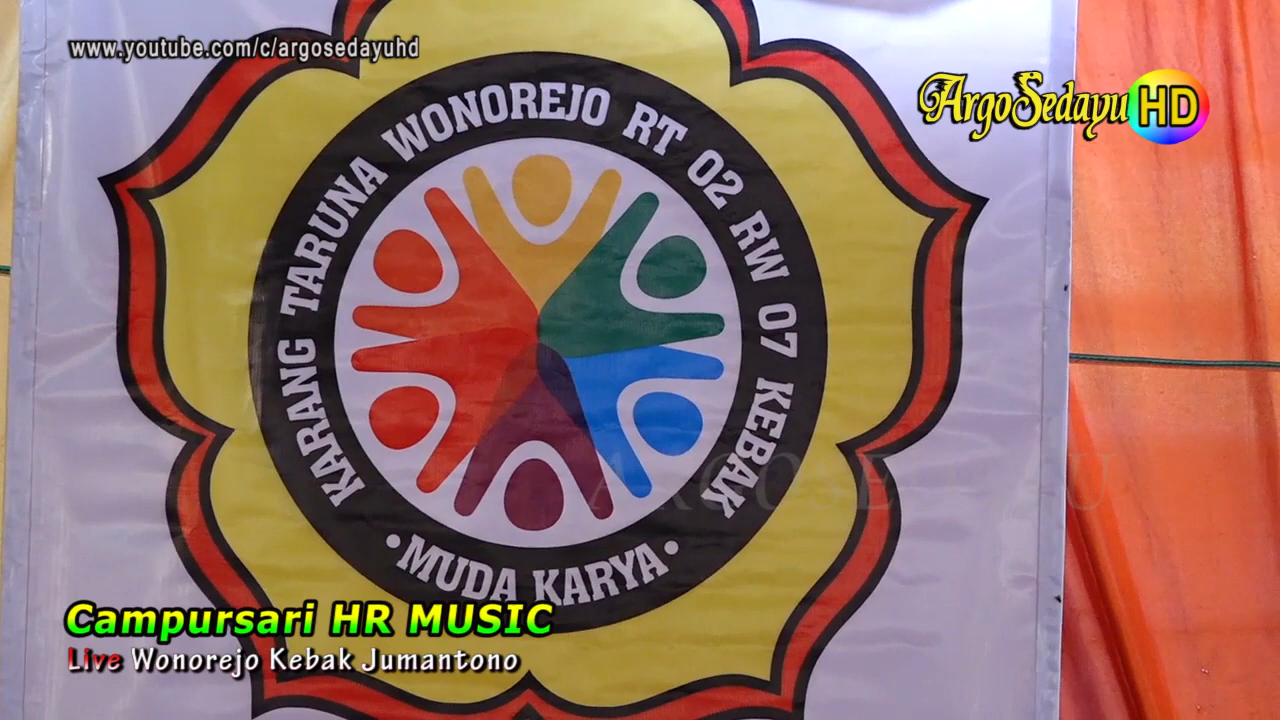 www.youtube.com/c/argosedayuhd
ArgoSedayu HD
KARANG TARUNA WONOREJO RT 02 RW 07 KEBAK
• MUDA KARYA •
ARGOSEDAYU
Campursari HR MUSIC
Live Wonorejo Kebak Jumantono